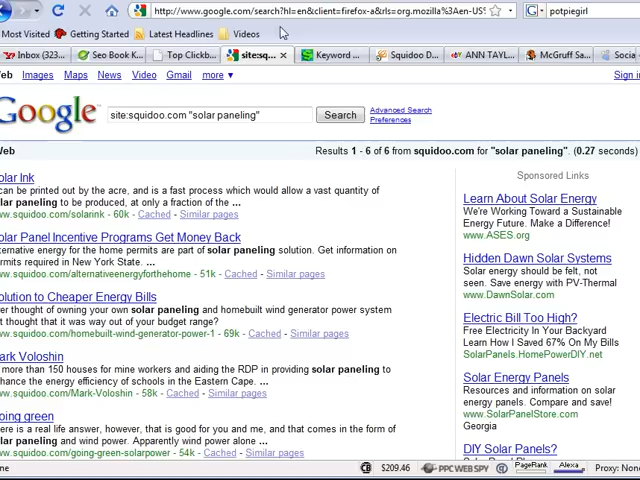 http://www.google.com/search?hl=en&client=firefox-a&rls=org.mozilla%3Aen-US%
potpiegirl
Most Visited Getting Started Latest Headlines Videos
Inbox (323... Seo Book K... Top Clickb... site:sq... Keyword ... Squidoo D... ANN TAY... McGruff Sa... Socia
eb Images Maps News Video Gmail more ▼ Sign in
Google
site:squidoo.com "solar paneling" Search
Advanced Search
Preferences
Web Results 1 - 6 of 6 from squidoo.com for "solar paneling". (0.27 seconds)
olar Ink
can be printed out by the acre, and is a fast process which would allow a vast quantity of
lar paneling to be produced, at only a fraction of the ...
ww.squidoo.com/solarink - 60k - Cached - Similar pages
olar Panel Incentive Programs Get Money Back
ternative energy for the home permits are part of solar paneling solution. Get information on
rmits require in New York State. ...
ww.squidoo.com/alternativeenergyforthehome - 51k - Cached - Similar pages
olution to Cheaper Energy Bills
er thought of owning your own solar paneling and homebuilt wind generator power system
t thought that it was way out of your budget range?
ww.squidoo.com/homebuilt-wind-generator-power-1 - 69k - Cached - Similar pages
ark Voloshin
more than 150 houses for mine workers and aiding the RDP in providing solar paneling to
hance the energy efficiency of schools in the Eastern Cape. ...
ww.squidoo.com/Mark-Voloshin - 58k - Cached - Similar pages
oing green
ere is a real life answer, however, that is good for you and me, and that comes in the form of
lar paneling and wind power. Apparently wind power alone ...
ww.squidoo.com/going-green-solarpower - 54k - Cached - Similar pages
Sponsored Links
Learn About Solar Energy
We're Working Toward a Sustainable
Energy Future. Make a Difference!
www.ASES.org
Hidden Dawn Solar Systems
Solar energy should be felt, not
seen. Save energy with PV-Thermal
www.DawnSolar.com
Electric Bill Too High?
Free Electricity In Your Backyard
Learn How I Saved 67% On My Bills
SolarPanels.HomePowerDIY.net
Solar Energy Panels
Resources and information on solar
energy panels. Compare and save!
www.SolarPanelStore.com
Georgia
DIY Solar Panels?
ne $209.46 PPC WEB SPY PageRank Alexa Proxy: None